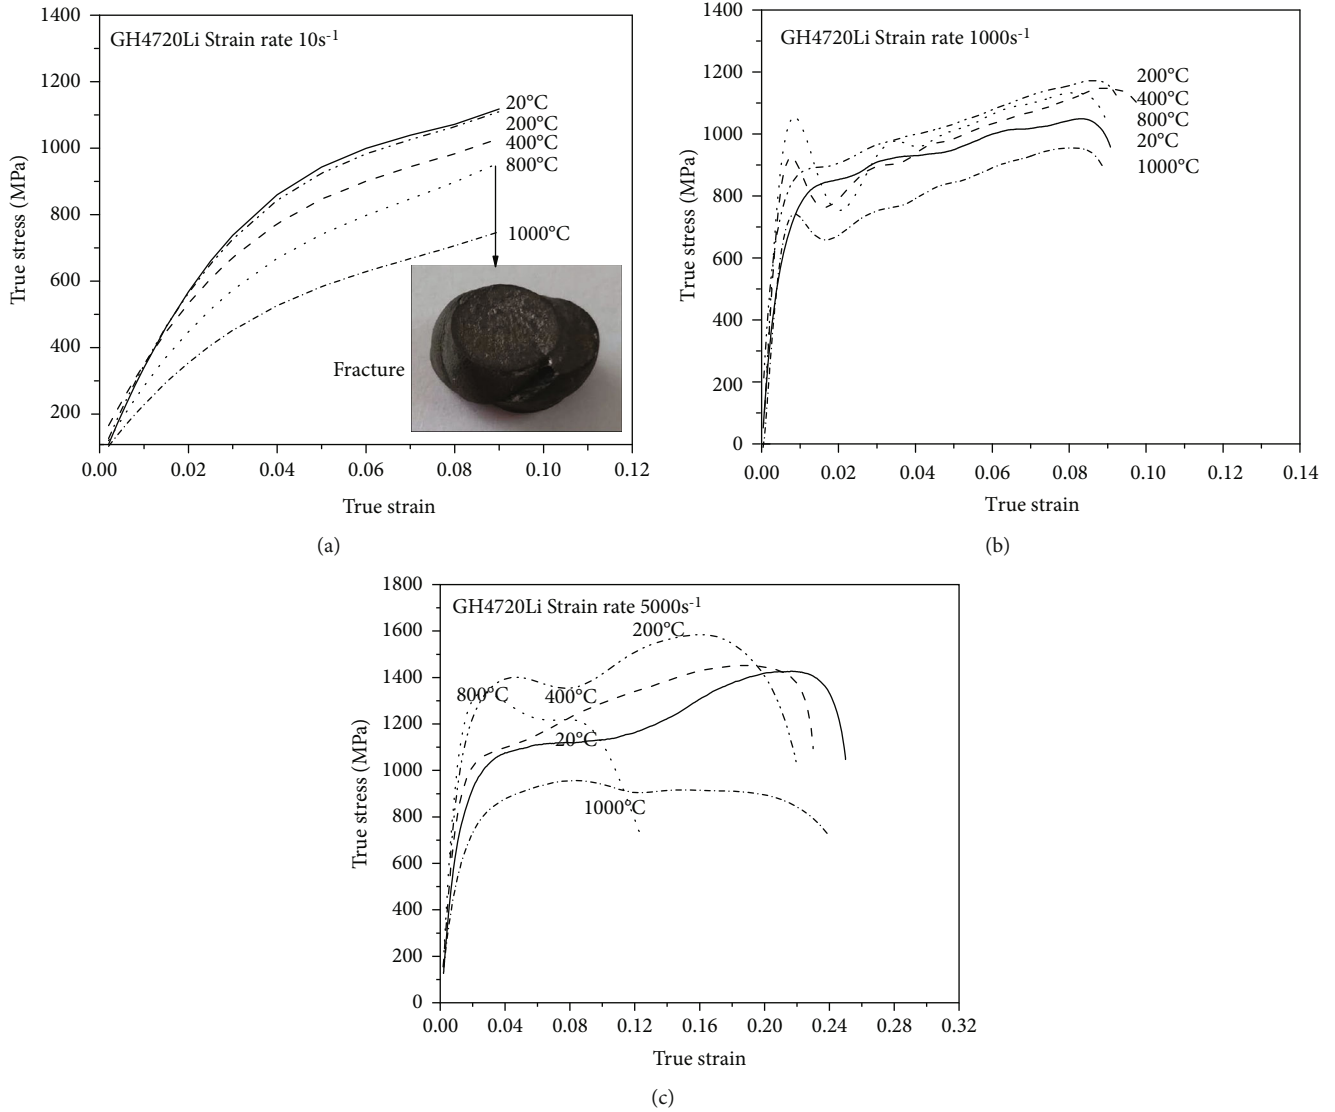 GH4720Li Strain rate 10s-1
True stress (MPa)
1400
1200
1000
800
600
400
200
20°C
200°C
400°C
800°C
1000°C
Fracture
0.00 0.02 0.04 0.06 0.08 0.10 0.12
True strain
(a)
GH4720Li Strain rate 1000s-1
True stress (MPa)
1400
1200
1000
800
600
400
200
0
200°C
400°C
800°C
20°C
1000°C
0.00 0.02 0.04 0.06 0.08 0.10 0.12 0.14
True strain
(b)
GH4720Li Strain rate 5000s-1
True stress (MPa)
1800
1600
1400
1200
1000
800
600
400
200
0
200°C
800°C
400°C
20°C
1000°C
0.00 0.04 0.08 0.12 0.16 0.20 0.24 0.28 0.32
True strain
(c)